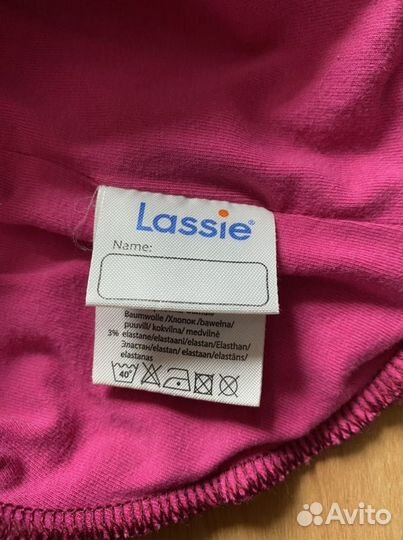 Lassie®
Name:
Baumwolle /Хлопок /bawełna/
puuvill/ kokvilna/ medvilnė
3% elastane/elastaani/elastan/Elasthan/
Эластан/elastan/ elastaan/elastāns/
elastanas
40°
Avito